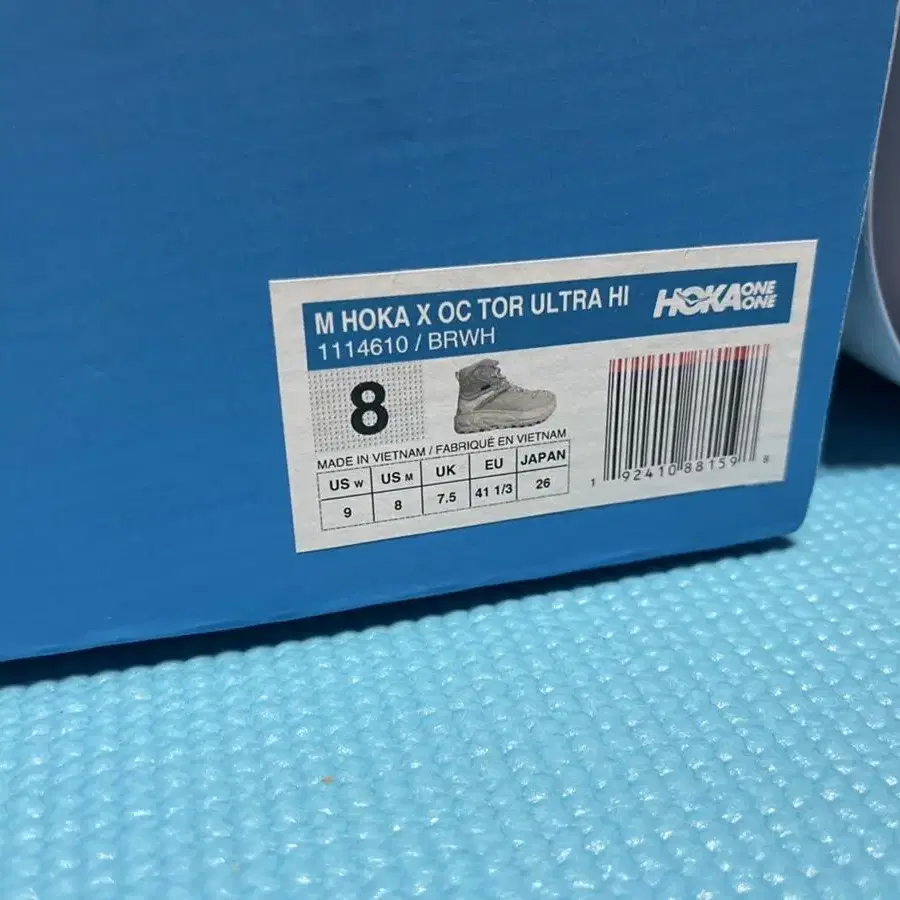 M HOKA X OC TOR ULTRA HI
HOKA ONE ONE
1114610 / BRWH
8
MADE IN VIETNAM / FABRIQUÉ EN VIETNAM
US W US M UK EU JAPAN
9 8 7.5 41 1/3 26
1 92410 88159 8